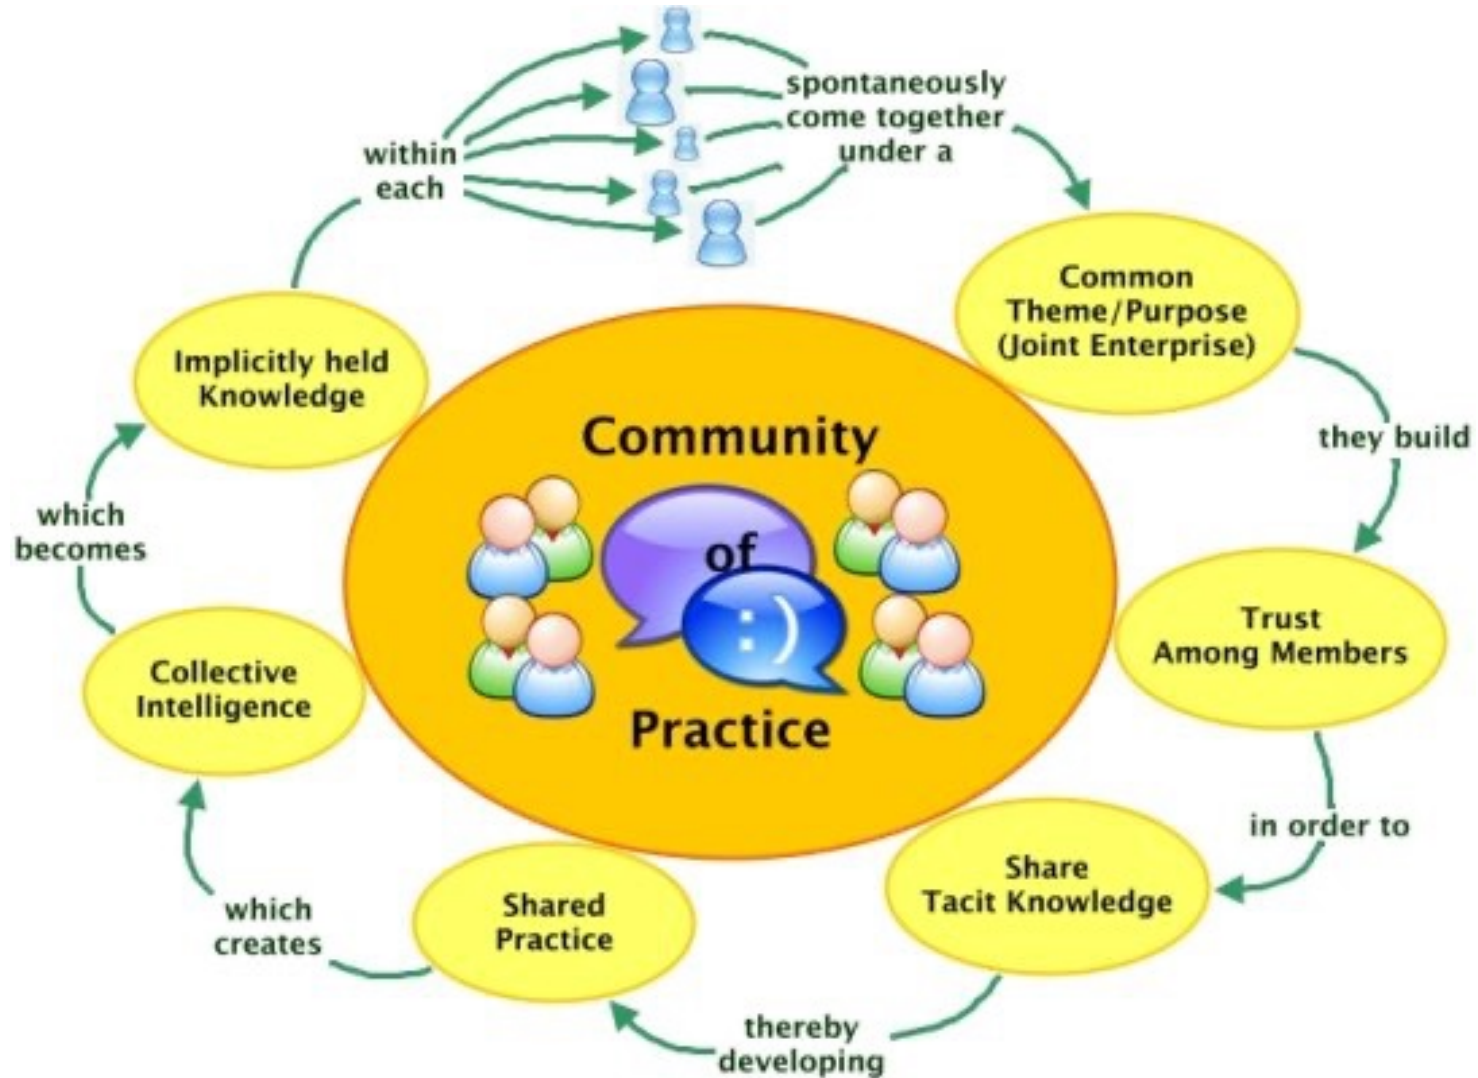 within
each
spontaneously
come together
under a
Common
Theme/Purpose
(Joint Enterprise)
they build
Trust
Among Members
in order to
Share
Tacit Knowledge
thereby
developing
Shared
Practice
which
creates
Collective
Intelligence
which
becomes
Implicitly held
Knowledge
Community
of
:)
Practice